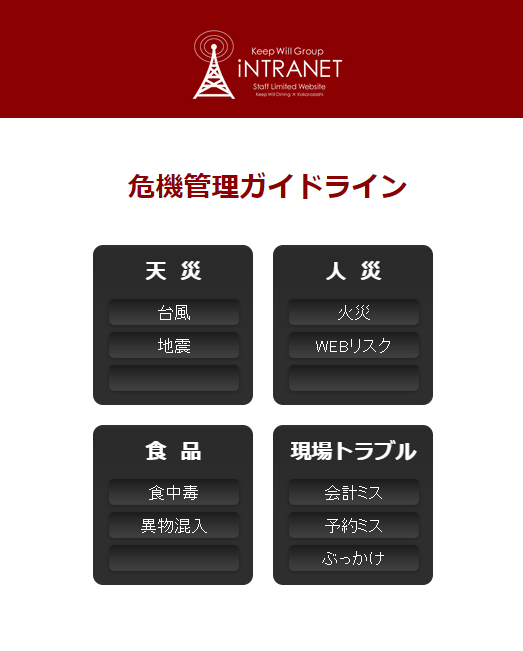 Keep Will Group
iNTRANET
Staff Limited Website
Keep Will Dining × Kokorozashi
危機管理ガイドライン
天 災
台風
地震
人 災
火災
WEBリスク
食 品
食中毒
異物混入
現場トラブル
会計ミス
予約ミス
ぶっかけ